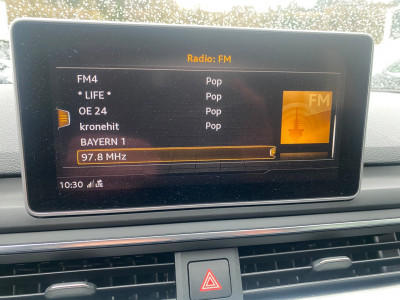 Radio: FM
FM4 Pop
* LIFE * Pop
OE 24 Pop
kronehit Pop
BAYERN 1
97.8 MHz
FM
10:30